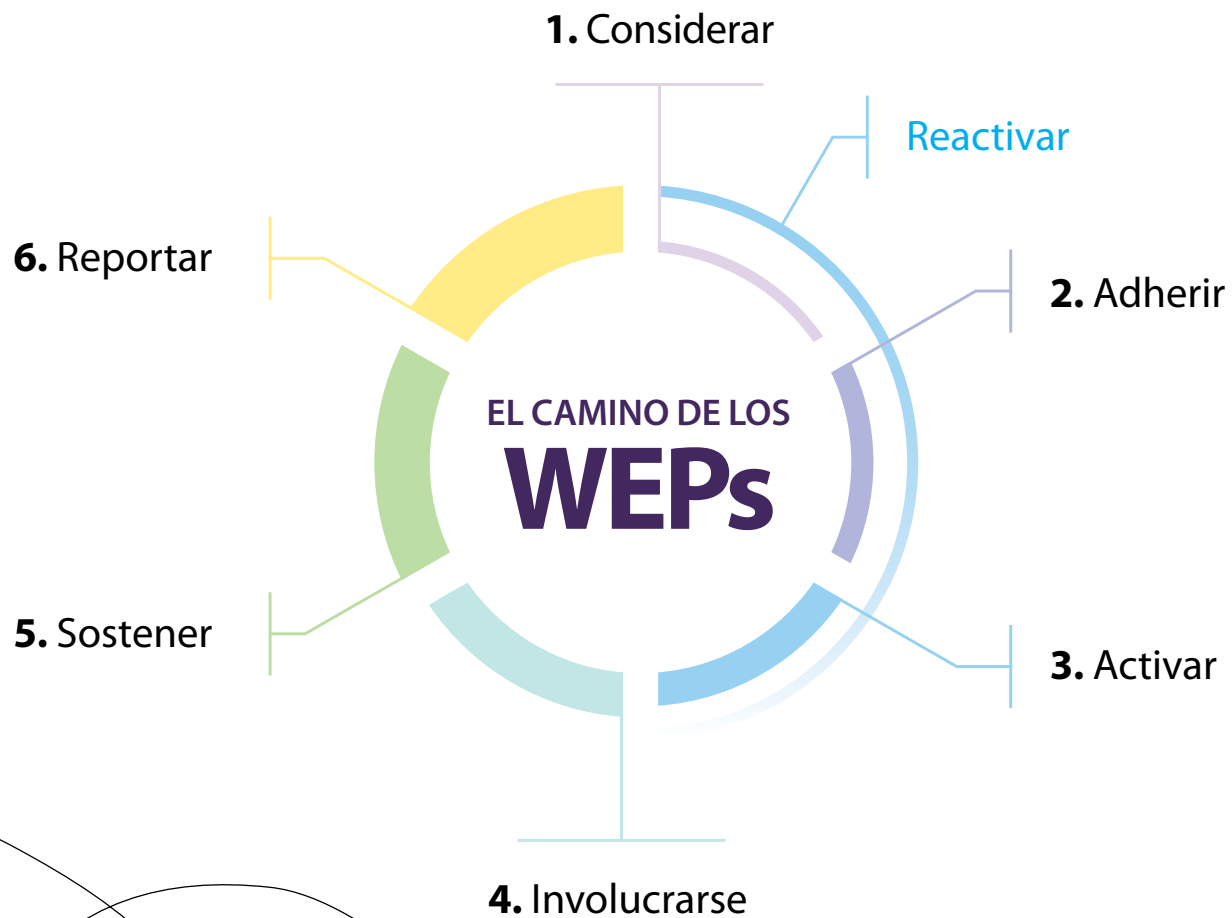 1. Considerar
Reactivar
2. Adherir
3. Activar
4. Involucrarse
5. Sostener
6. Reportar
EL CAMINO DE LOS
WEPs